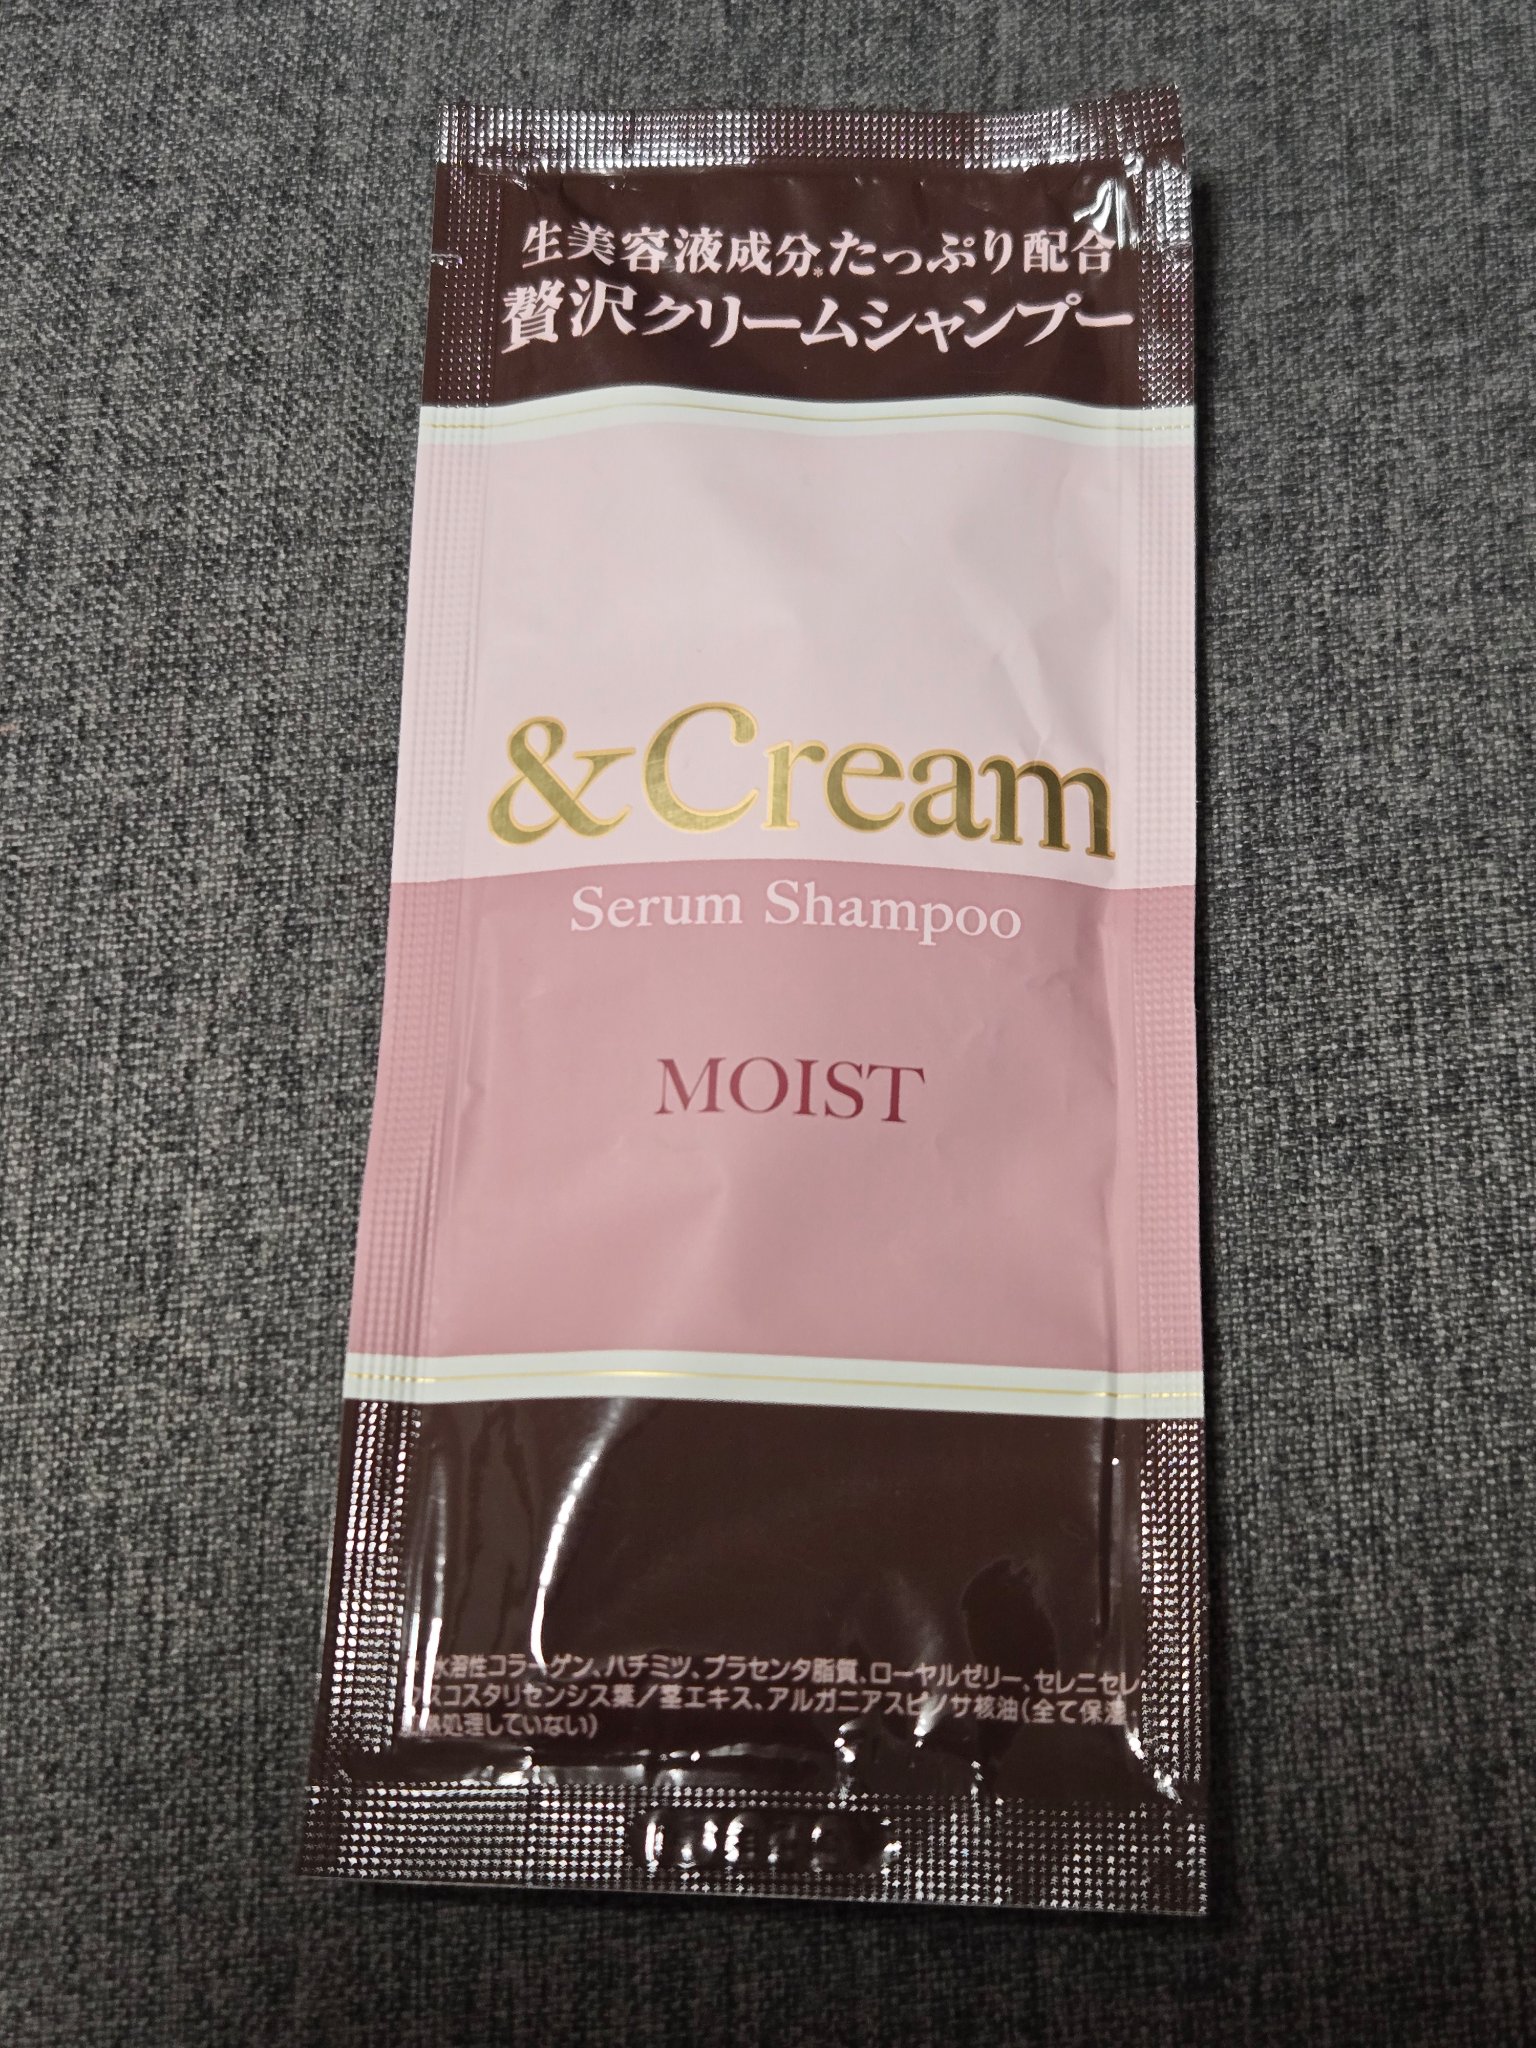 生美容液成分*たっぷり配合
贅沢クリームシャンプー
&Cream
Serum Shampoo
MOIST
水溶性コラーゲン、ハチミツ、プラセンタ脂質、ローヤルゼリー、セレニセレ
スコスタリセンシス葉/茎エキス、アルガニアスピノサ核油(全て保湿・
処理していない)